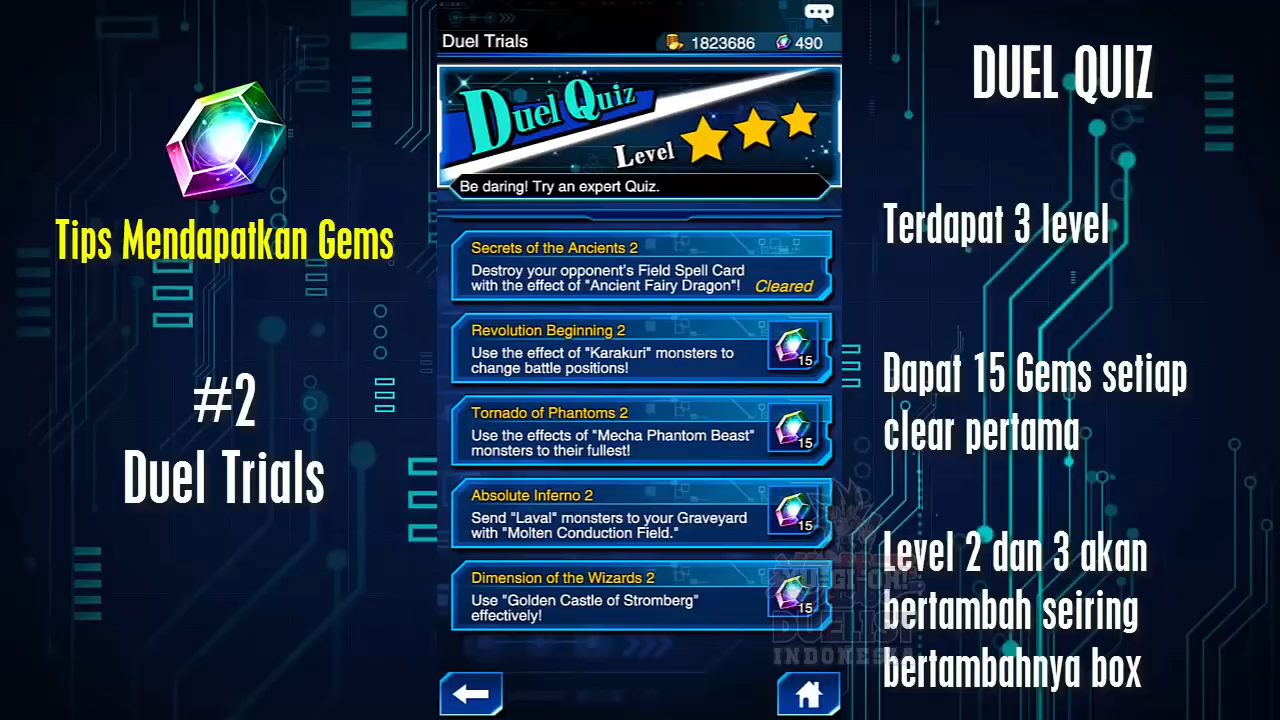 Tips Mendapatkan Gems
#2
Duel Trials
Duel Trials
1823686
490
Duel Quiz
Level
Be daring! Try an expert Quiz.
Secrets of the Ancients 2
Destroy your opponent's Field Spell Card
with the effect of "Ancient Fairy Dragon"!
Cleared
Revolution Beginning 2
Use the effect of "Karakuri" monsters to
change battle positions!
15
Tornado of Phantoms 2
Use the effects of "Mecha Phantom Beast"
monsters to their fullest!
15
Absolute Inferno 2
Send "Laval" monsters to your Graveyard
with "Molten Conduction Field."
15
Dimension of the Wizards 2
Use "Golden Castle of Stromberg"
effectively!
15
YU-GI-OH!
DUELIST
INDONESIA
DUEL QUIZ
Terdapat 3 level
Dapat 15 Gems setiap
clear pertama
Level 2 dan 3 akan
bertambah seiring
bertambahnya box